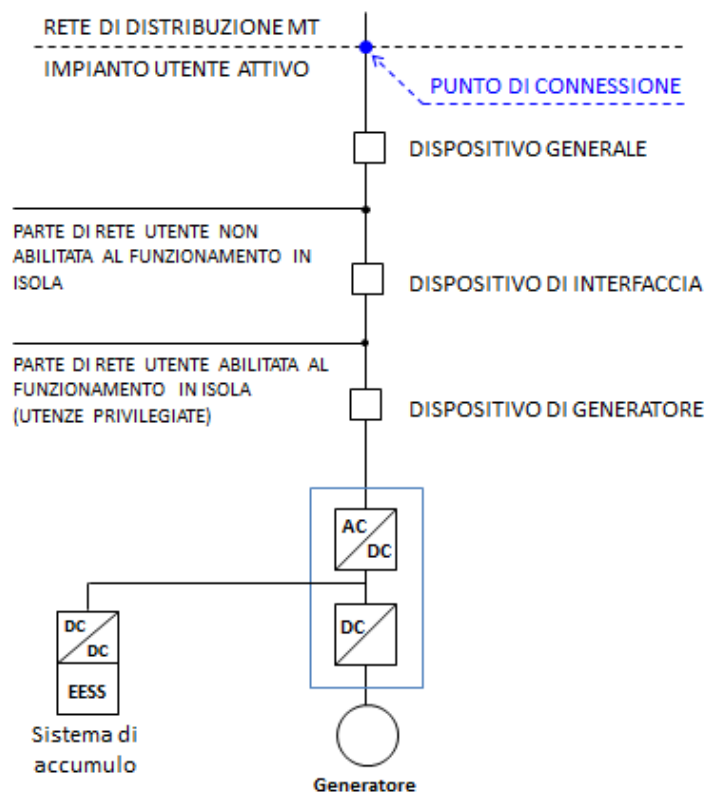 RETE DI DISTRIBUZIONE MT
IMPIANTO UTENTE ATTIVO
PUNTO DI CONNESSIONE
DISPOSITIVO GENERALE
PARTE DI RETE UTENTE NON
ABILITATA AL FUNZIONAMENTO IN
ISOLA
DISPOSITIVO DI INTERFACCIA
PARTE DI RETE UTENTE ABILITATA AL
FUNZIONAMENTO IN ISOLA
(UTENZE PRIVILEGIATE)
DISPOSITIVO DI GENERATORE
AC
DC
DC
DC
DC
EESS
Sistema di
accumulo
Generatore